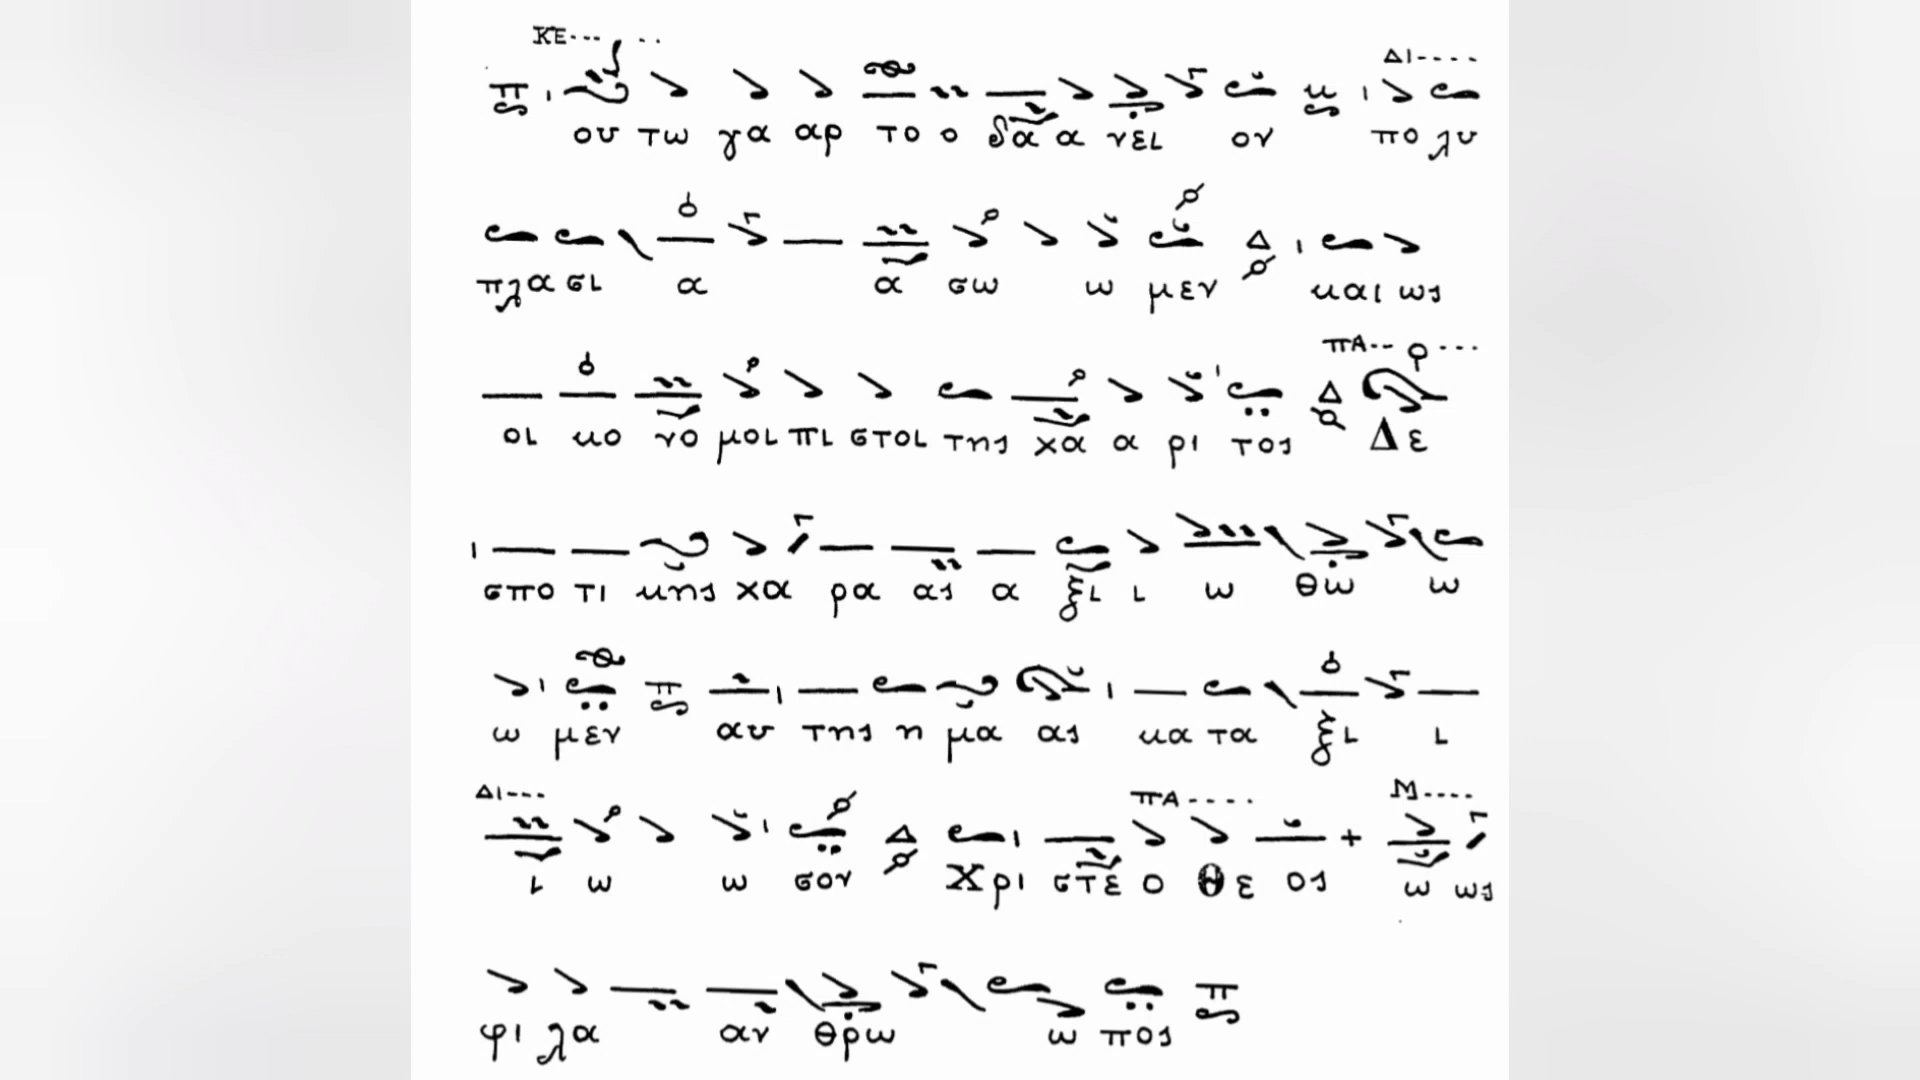 ΚΕ
ου τω γα αρ το ο δα α νει ον
ΔΙ
πο λυ
πλα σι α α σω ω μεν και ως
οι κο νο μοι πι στοι της χα α ρι τος
ΠΑ
Δε
σπο τι κης χα ρα ας α ξι ι ω θω ω
ω μεν αυ της η μα ας κα τα ξι ι
ΔΙ
ι ω ω σον
ΠΑ
Χρι στε ο Θε ος
Μ
ω ως
φι λα αν θρω ω πος